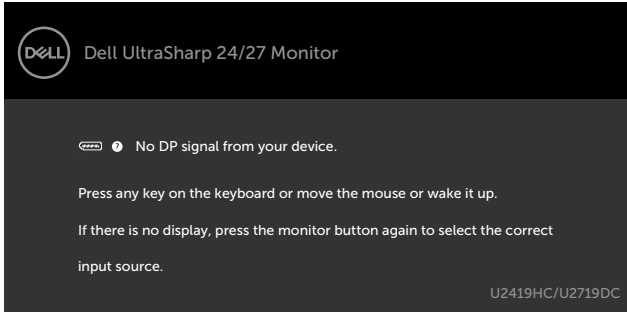 DELL
Dell UltraSharp 24/27 Monitor
? No DP signal from your device.
Press any key on the keyboard or move the mouse or wake it up.
If there is no display, press the monitor button again to select the correct
input source.
U2419HC/U2719DC